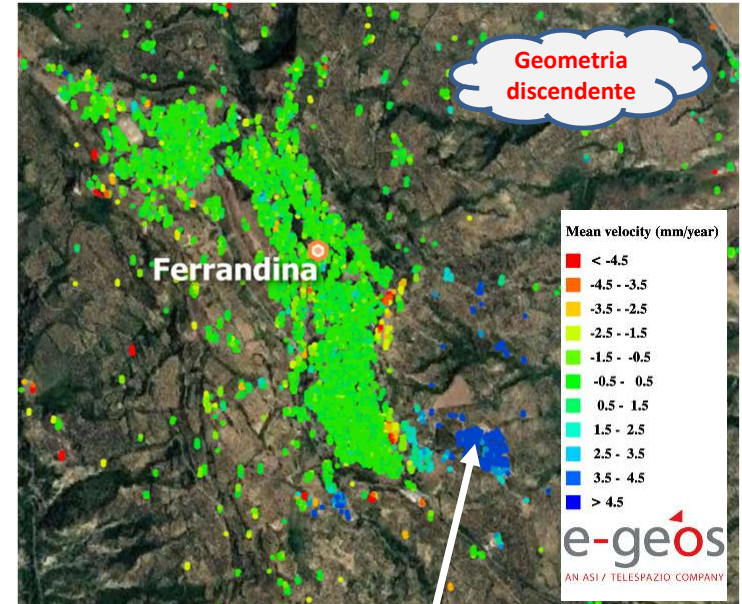 Geometria
discendente
Ferrandina
Mean velocity (mm/year)
< -4.5
-4.5 - -3.5
-3.5 - -2.5
-2.5 - -1.5
-1.5 - -0.5
-0.5 - 0.5
0.5 - 1.5
1.5 - 2.5
2.5 - 3.5
3.5 - 4.5
> 4.5
e-geos
AN ASI / TELESPAZIO COMPANY